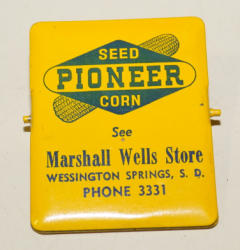 SEED
PIONEER
CORN
See
Marshall Wells Store
WESSINGTON SPRINGS, S. D.
PHONE 3331